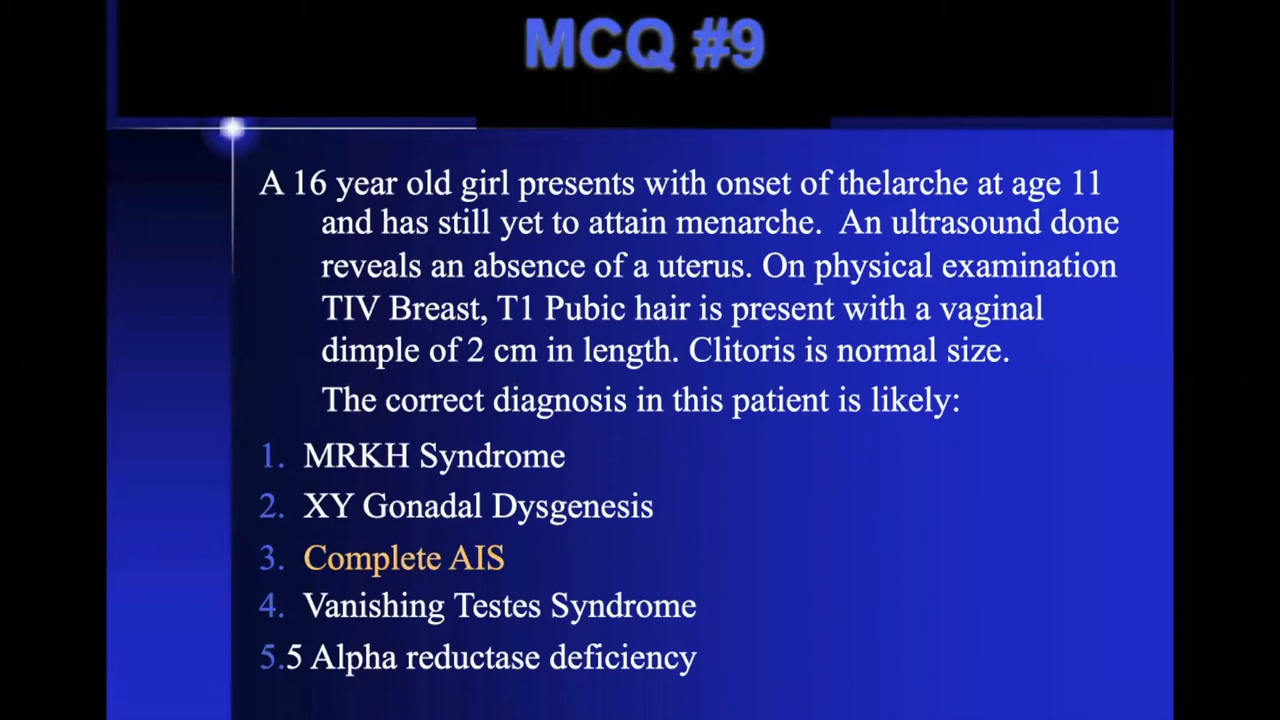 MCQ #9
A 16 year old girl presents with onset of thelarche at age 11
and has still yet to attain menarche. An ultrasound done
reveals an absence of a uterus. On physical examination
TIV Breast, T1 Pubic hair is present with a vaginal
dimple of 2 cm in length. Clitoris is normal size.
The correct diagnosis in this patient is likely:
1. MRKH Syndrome
2. XY Gonadal Dysgenesis
3. Complete AIS
4. Vanishing Testes Syndrome
5.5 Alpha reductase deficiency